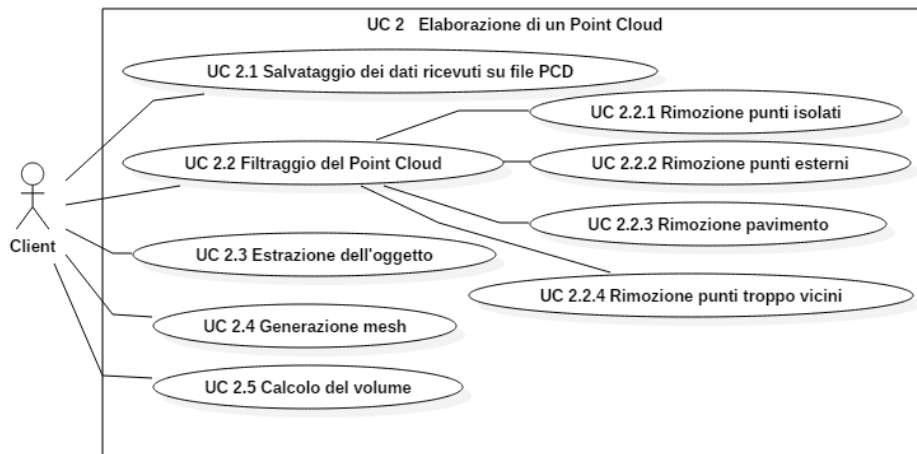 UC 2   Elaborazione di un Point Cloud
UC 2.1 Salvataggio dei dati ricevuti su file PCD
UC 2.2.1 Rimozione punti isolati
UC 2.2 Filtraggio del Point Cloud
UC 2.2.2 Rimozione punti esterni
UC 2.2.3 Rimozione pavimento
Client
UC 2.3 Estrazione dell'oggetto
UC 2.2.4 Rimozione punti troppo vicini
UC 2.4 Generazione mesh
UC 2.5 Calcolo del volume